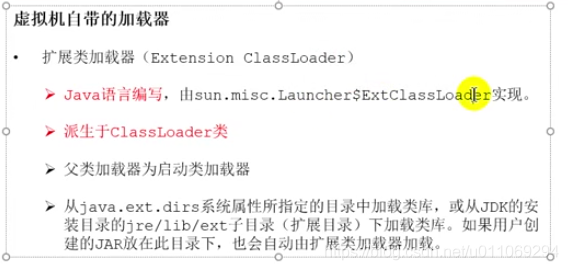 虚拟机自带的加载器
• 扩展类加载器（Extension ClassLoader）
➢ Java语言编写，由sun.misc.Launcher$ExtClassLoader实现。
➢ 派生于ClassLoader类
➢ 父类加载器为启动类加载器
➢ 从java.ext.dirs系统属性所指定的目录中加载类库，或从JDK的安
装目录的jre/lib/ext子目录（扩展目录）下加载类库。如果用户创
建的JAR放在此目录下，也会自动由扩展类加载器加载。
https://blog.csdn.net/u011069294